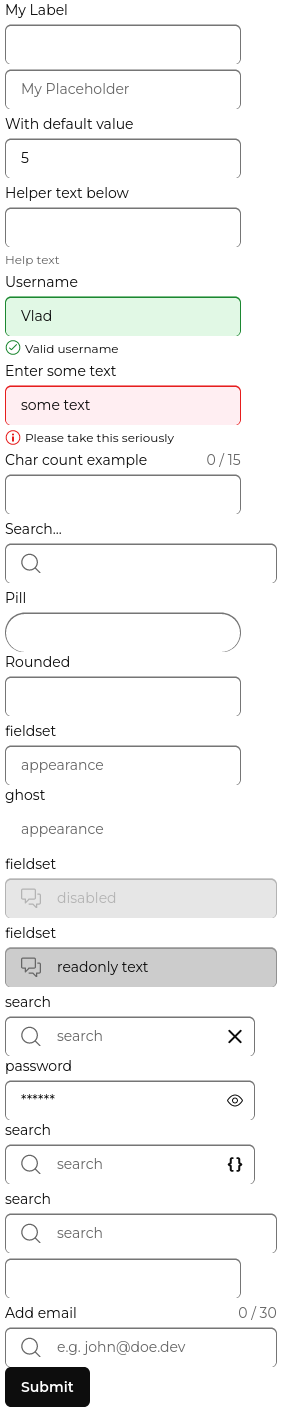 My Label
My Placeholder
With default value
5
Helper text below
Help text
Username
Vlad
Valid username
Enter some text
some text
Please take this seriously
Char count example 0 / 15
Search...
Pill
Rounded
fieldset
appearance
ghost
appearance
fieldset
disabled
fieldset
readonly text
search
search
password
******
search
search {}
search
search
Add email 0 / 30
e.g. john@doe.dev
Submit